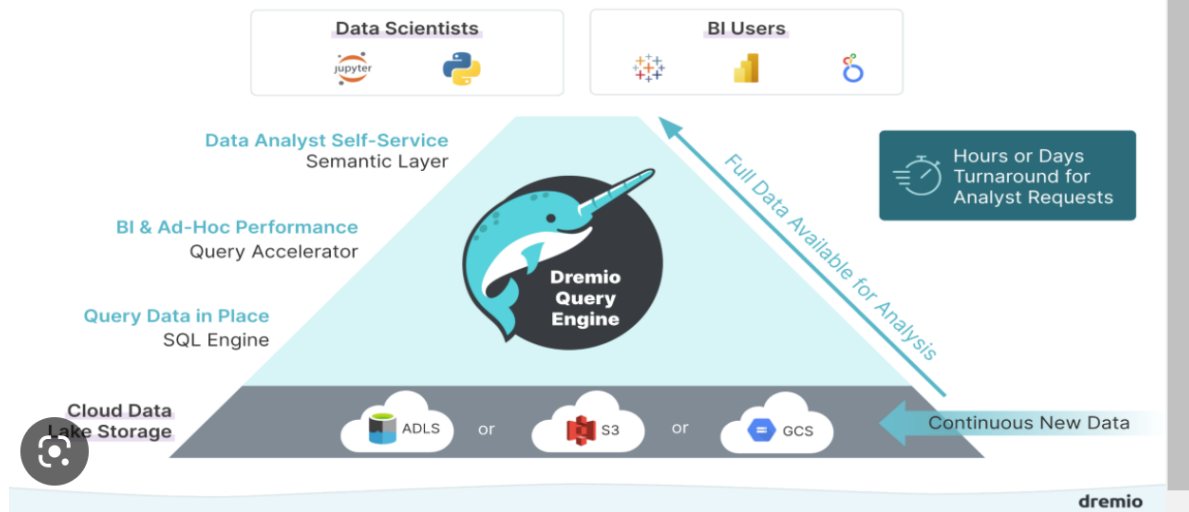 Data Scientists
jupyter
BI Users
Data Analyst Self-Service
Semantic Layer
BI & Ad-Hoc Performance
Query Accelerator
Query Data in Place
SQL Engine
Dremio
Query
Engine
Full Data Available for Analysis
Hours or Days
Turnaround for
Analyst Requests
Cloud Data
Lake Storage
ADLS
or
S3
or
GCS
Continuous New Data
dremio